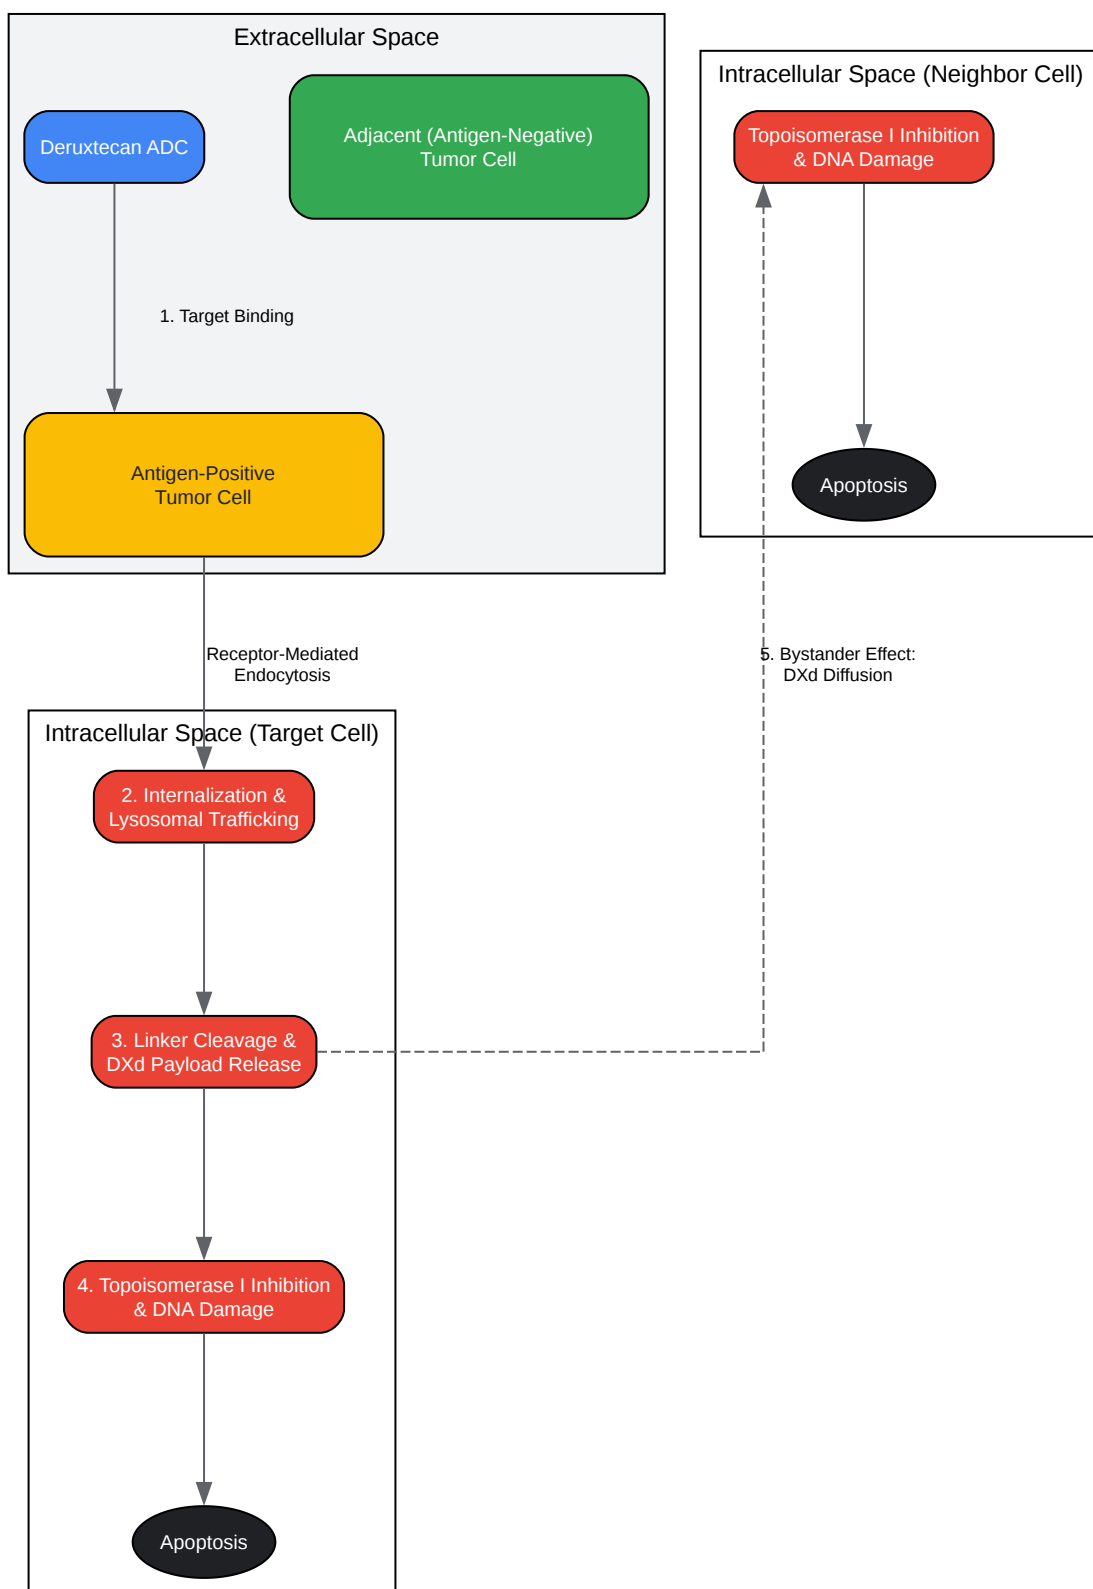 Extracellular Space
Deruxtecan ADC
Adjacent (Antigen-Negative)
Tumor Cell
1. Target Binding
Antigen-Positive
Tumor Cell
Intracellular Space (Neighbor Cell)
Topoisomerase I Inhibition
& DNA Damage
Apoptosis
Receptor-Mediated
Endocytosis
5. Bystander Effect:
DXd Diffusion
Intracellular Space (Target Cell)
2. Internalization &
Lysosomal Trafficking
3. Linker Cleavage &
DXd Payload Release
4. Topoisomerase I Inhibition
& DNA Damage
Apoptosis